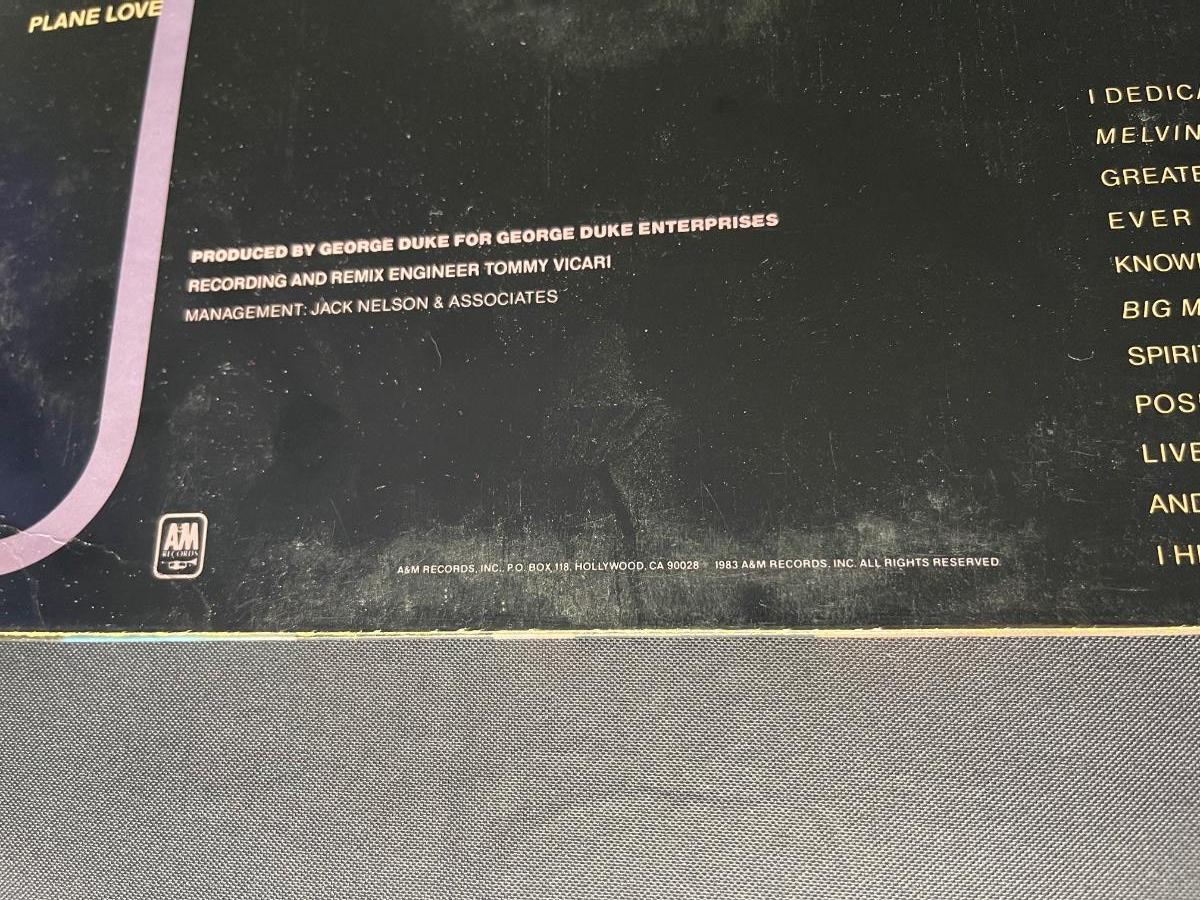 PLANE LOVE
PRODUCED BY GEORGE DUKE FOR GEORGE DUKE ENTERPRISES
RECORDING AND REMIX ENGINEER TOMMY VICARI
MANAGEMENT: JACK NELSON & ASSOCIATES
A&M RECORDS
A&M RECORDS, INC., P.O. BOX 118, HOLLYWOOD, CA 90028 1983 A&M RECORDS, INC. ALL RIGHTS RESERVED
I DEDICA
MELVIN
GREATE
EVER
KNOW
BIG M
SPIRI
POS
LIVE
AND
I H